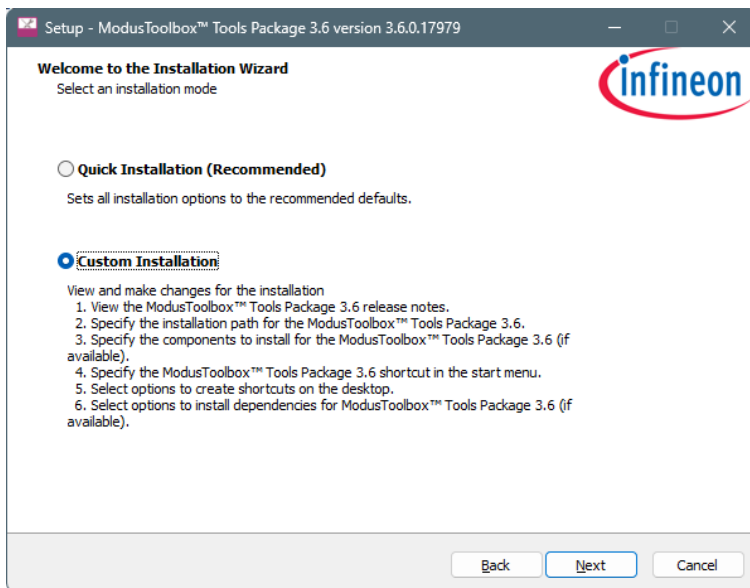 Setup - ModusToolbox™ Tools Package 3.6 version 3.6.0.17979
Welcome to the Installation Wizard
Select an installation mode
infineon
Quick Installation (Recommended)
Sets all installation options to the recommended defaults.
Custom Installation
View and make changes for the installation
1. View the ModusToolbox™ Tools Package 3.6 release notes.
2. Specify the installation path for the ModusToolbox™ Tools Package 3.6.
3. Specify the components to install for the ModusToolbox™ Tools Package 3.6 (if
available).
4. Specify the ModusToolbox™ Tools Package 3.6 shortcut in the start menu.
5. Select options to create shortcuts on the desktop.
6. Select options to install dependencies for ModusToolbox™ Tools Package 3.6 (if
available).
Back Next Cancel